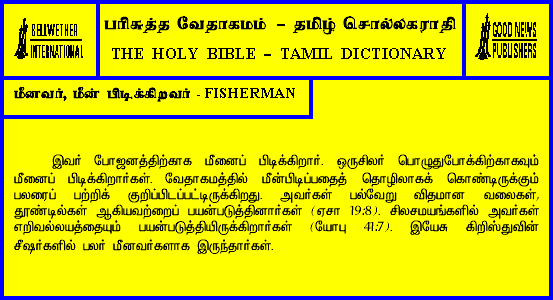 BELLWETHER
INTERNATIONAL
பரிசுத்த வேதாகமம் – தமிழ் சொல்லகராதி
THE HOLY BIBLE – TAMIL DICTIONARY
GOOD NEWS
PUBLISHERS
மீனவர், மீன் பிடிக்கிறவர் - FISHERMAN
இவர் போஜனத்திற்காக மீனைப் பிடிக்கிறார். ஒருசிலர் பொழுதுபோக்கிற்காகவும்
மீனைப் பிடிக்கிறார்கள். வேதாகமத்தில் மீன்பிடிப்பதைத் தொழிலாகக் கொண்டிருக்கும்
பலரைப் பற்றிக் குறிப்பிடப்பட்டிருக்கிறது. அவர்கள் பல்வேறு விதமான வலைகள்,
தூண்டில்கள் ஆகியவற்றைப் பயன்படுத்தினார்கள் (ஏசா 19:8). சிலசமயங்களில் அவர்கள்
எறிவல்லயத்தையும் பயன்படுத்தியிருக்கிறார்கள் (யோபு 41:7). இயேசு கிறிஸ்துவின்
சீஷர்களில் பலர் மீனவர்களாக இருந்தார்கள்.